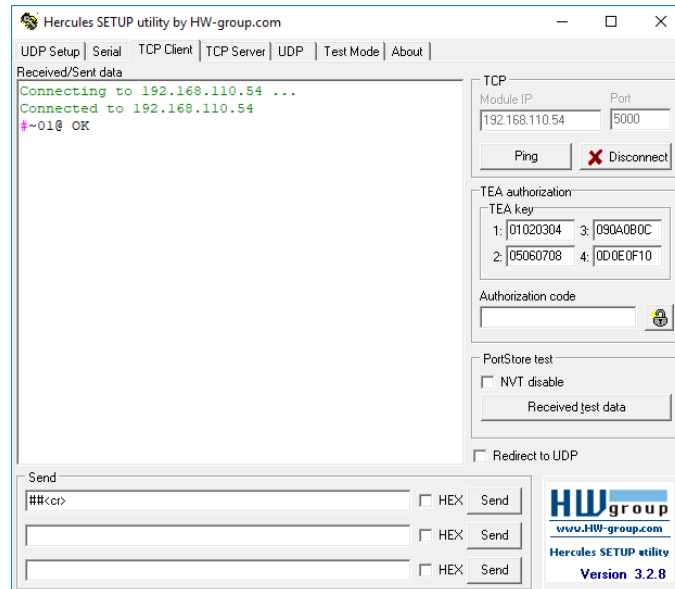 Hercules SETUP utility by HW-group.com
UDP Setup Serial TCP Client TCP Server UDP Test Mode About
Received/Sent data
Connecting to 192.168.110.54 ...
Connected to 192.168.110.54
#~01@ OK
TCP
Module IP Port
192.168.110.54 5000
Ping Disconnect
TEA authorization
TEA key
1: 01020304 3: 090A0B0C
2: 05060708 4: 0D0E0F10
Authorization code
PortStore test
NVT disable
Received test data
Redirect to UDP
Send
##<cr> HEX Send
HEX Send
HEX Send
HW group
www.HW-group.com
Hercules SETUP utility
Version 3.2.8